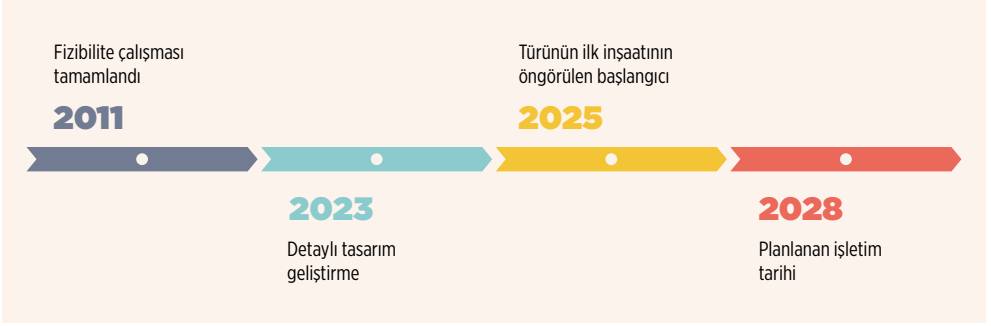 Fizibilite çalışması
tamamlandı
2011
2023
Detaylı tasarım
geliştirme
Türünün ilk inşaatının
öngörülen başlangıcı
2025
2028
Planlanan işletim
tarihi